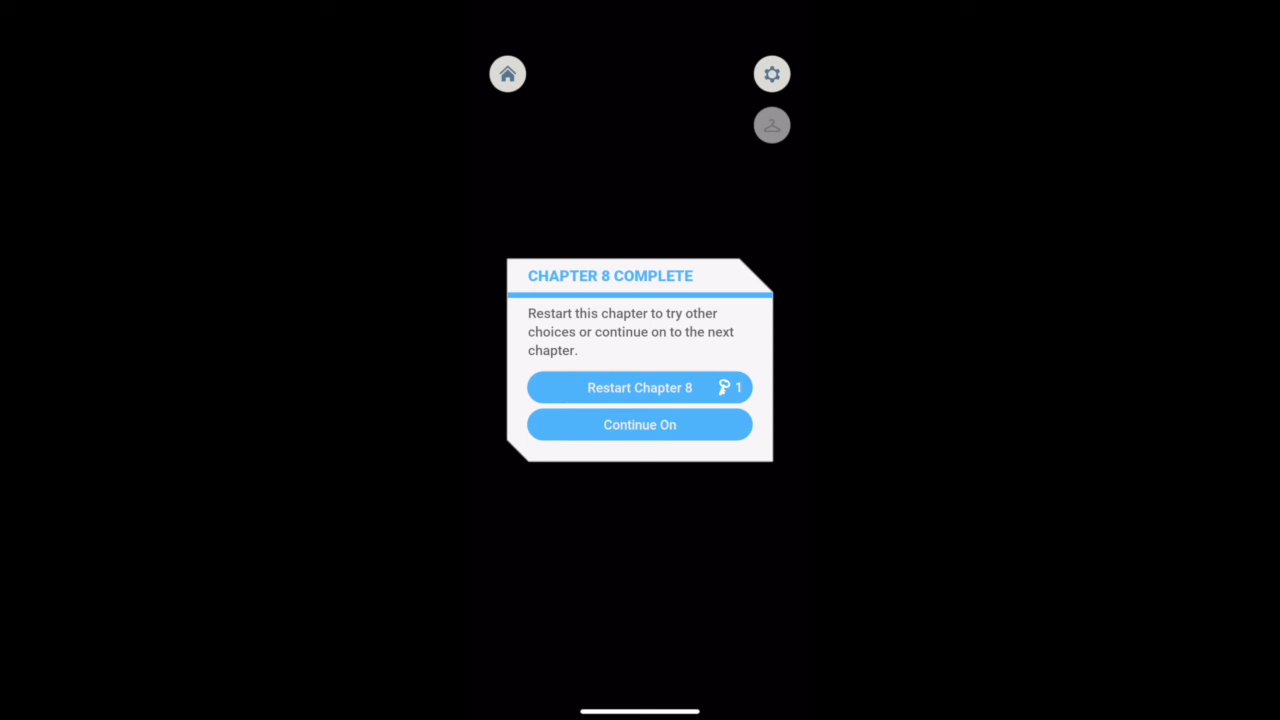 CHAPTER 8 COMPLETE
Restart this chapter to try other
choices or continue on to the next
chapter.
Restart Chapter 8 1
Continue On